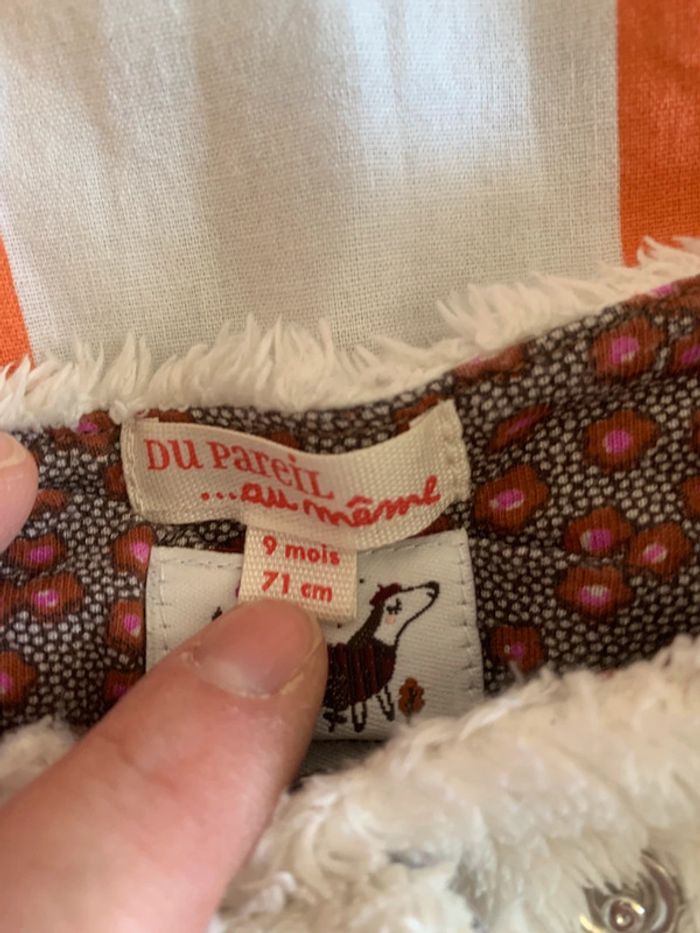 DU PaReiL
...au même
9 mois
71 cm